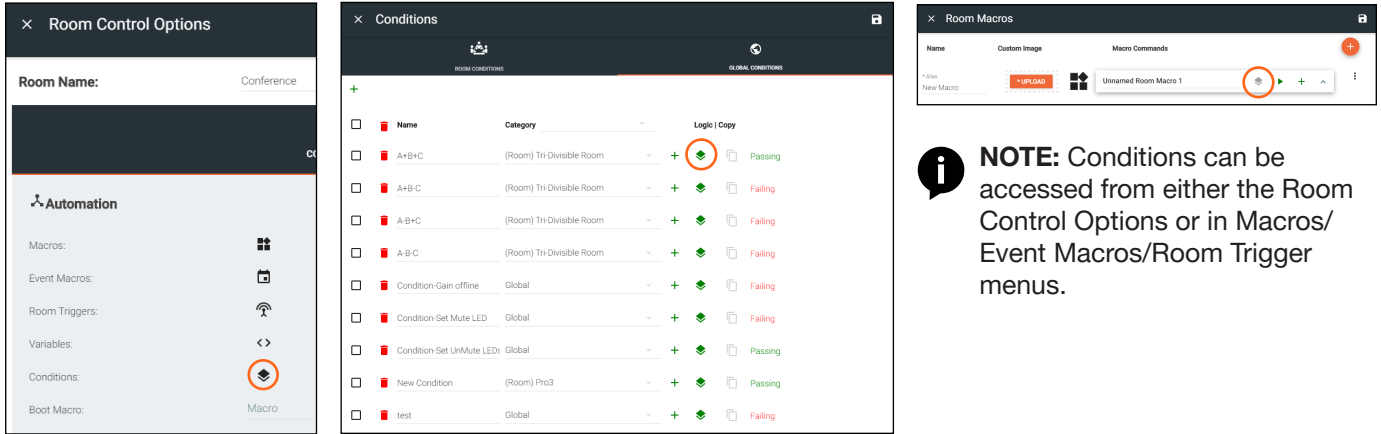 × Room Control Options
Room Name: Conference
CO
Automation
Macros:
Event Macros:
Room Triggers:
Variables:
Conditions:
Boot Macro: Macro
× Conditions
ROOM CONDITIONS GLOBAL CONDITIONS
+
Name Category Logic | Copy
A+B+C (Room) Tri-Divisible Room + Passing
A+B-C (Room) Tri-Divisible Room + Failing
A-B+C (Room) Tri-Divisible Room + Failing
A-B-C (Room) Tri-Divisible Room + Failing
Condition-Gain offline Global + Failing
Condition-Set Mute LED Global + Failing
Condition-Set UnMute LEDs Global + Passing
New Condition (Room) Pro3 + Passing
test Global + Failing
× Room Macros
Name Custom Image Macro Commands +
* Alias
New Macro * UPLOAD Unnamed Room Macro 1 +
NOTE: Conditions can be
accessed from either the Room
Control Options or in Macros/
Event Macros/Room Trigger
menus.